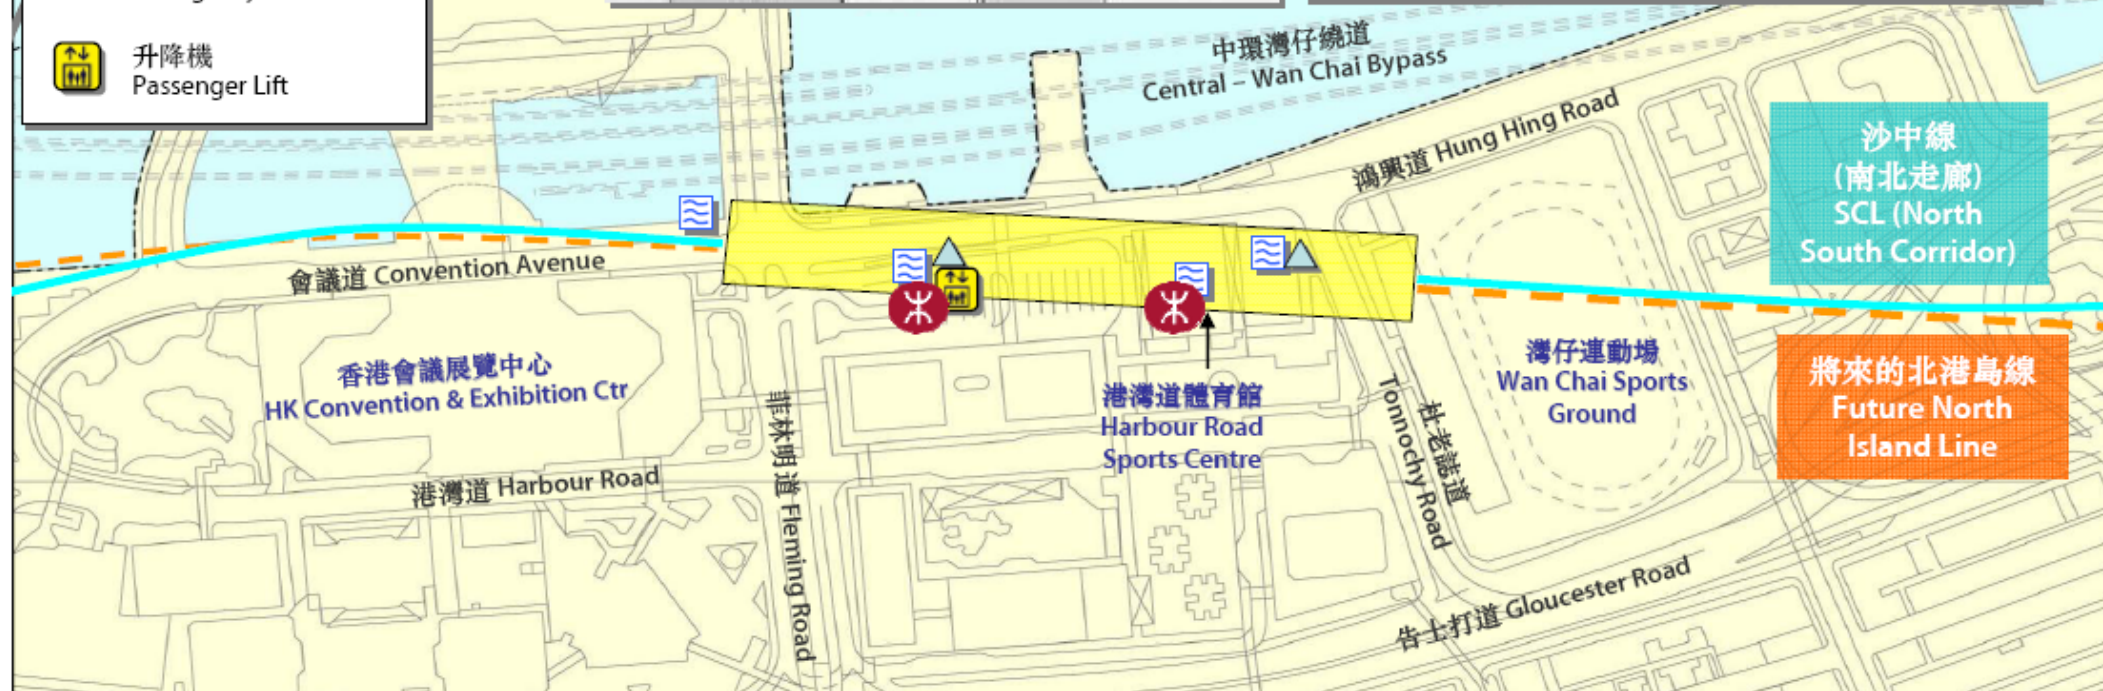 升降機
Passenger Lift
中環灣仔繞道
Central – Wan Chai Bypass
鴻興道 Hung Hing Road
沙中線
(南北走廊)
SCL (North
South Corridor)
會議道 Convention Avenue
香港會議展覽中心
HK Convention & Exhibition Ctr
港灣道體育館
Harbour Road
Sports Centre
灣仔運動場
Wan Chai Sports
Ground
將來的北港島線
Future North
Island Line
杜老誌道
Tonnochy Road
港灣道 Harbour Road
菲林明道 Fleming Road
告士打道 Gloucester Road